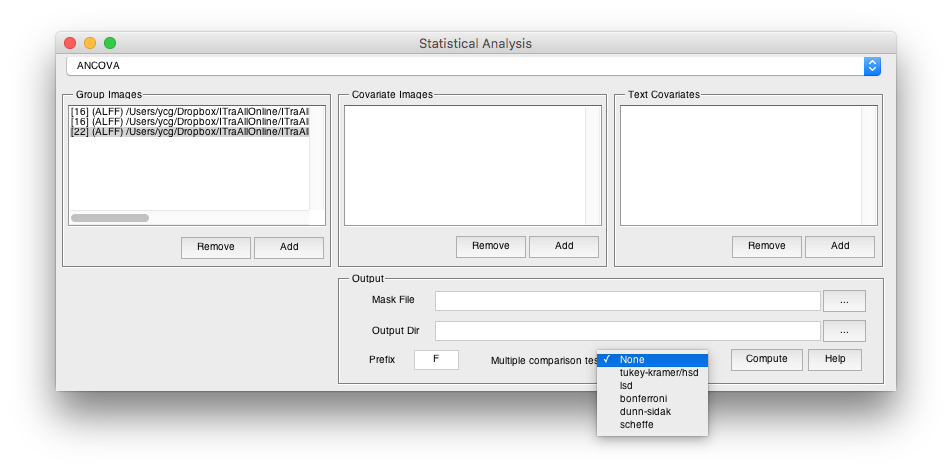 Statistical Analysis
ANCOVA
Group Images
[16] (ALFF) /Users/ycg/Dropbox/ITraAllOnline/ITraAll
[16] (ALFF) /Users/ycg/Dropbox/ITraAllOnline/ITraAll
[22] (ALFF) /Users/ycg/Dropbox/ITraAllOnline/ITraAll
Remove Add
Covariate Images
Remove Add
Text Covariates
Remove Add
Output
Mask File ...
Output Dir ...
Prefix F Multiple comparison tes ✓ None Compute Help
tukey-kramer/hsd
lsd
bonferroni
dunn-sidak
scheffe